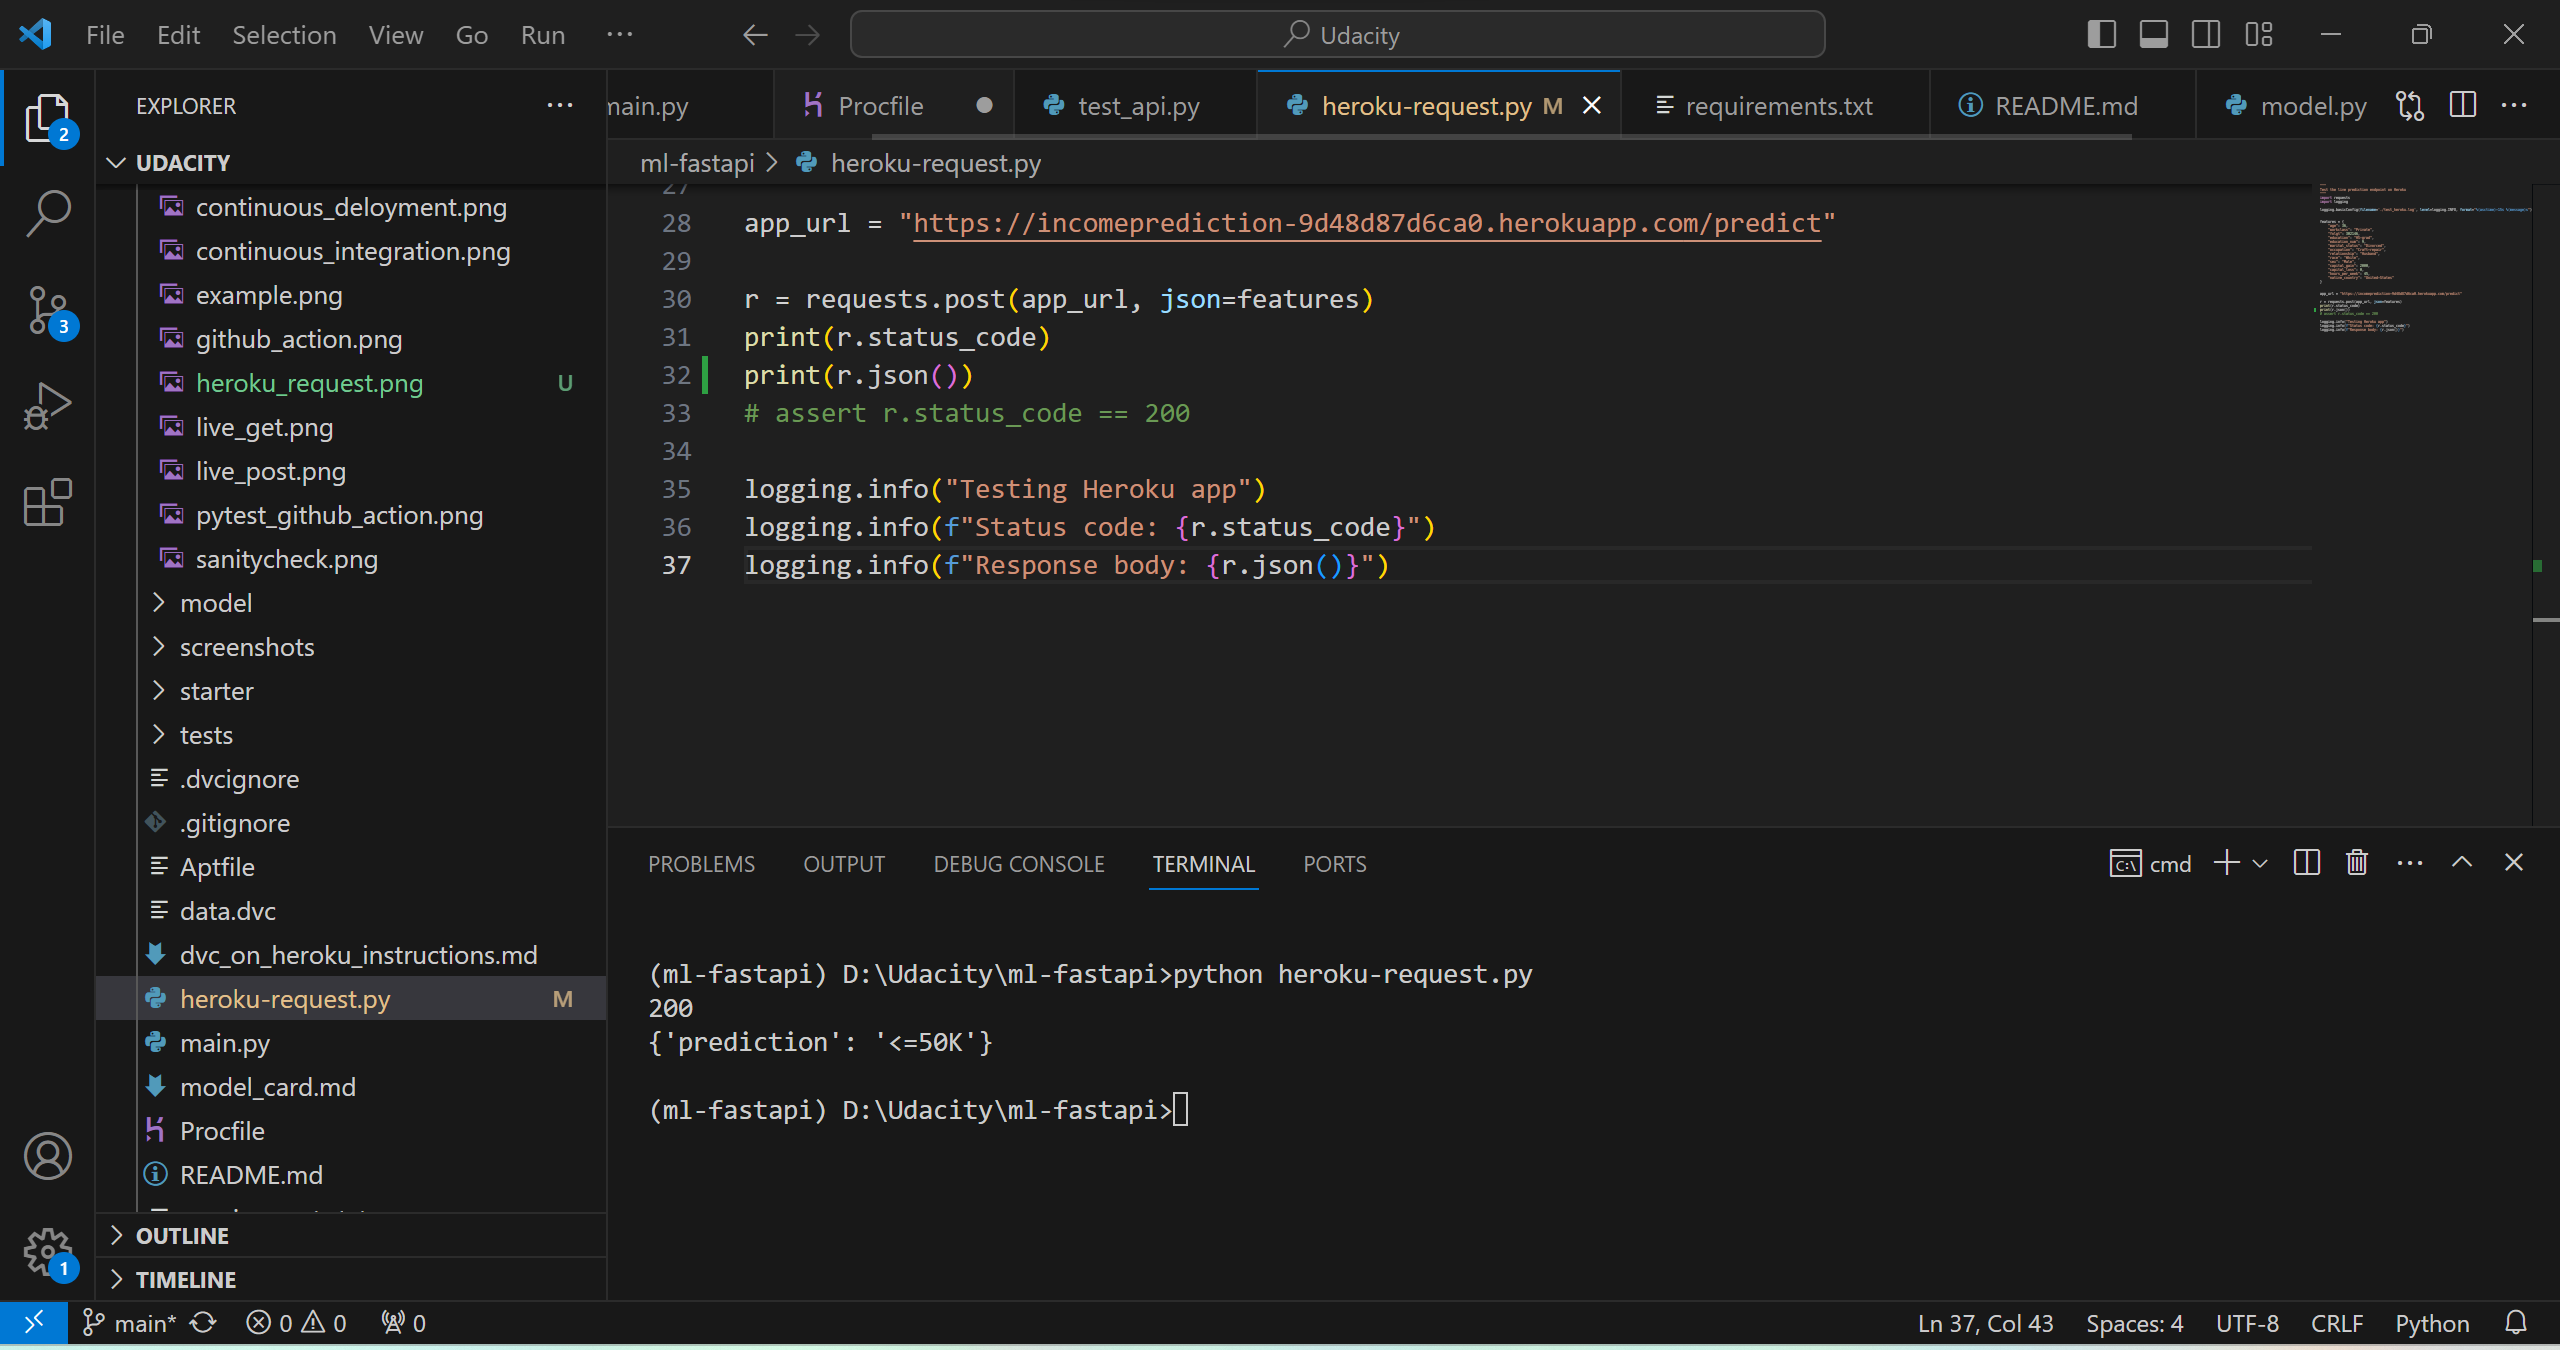 File Edit Selection View Go Run ···
Udacity
EXPLORER
main.py
Procfile
test_api.py
heroku-request.py M
requirements.txt
README.md
model.py
2
UDACITY
ml-fastapi > heroku-request.py
continuous_deloyment.png
continuous_integration.png
example.png
github_action.png
3
heroku_request.png U
live_get.png
live_post.png
pytest_github_action.png
sanitycheck.png
model
screenshots
starter
tests
.dvcignore
.gitignore
Aptfile
data.dvc
dvc_on_heroku_instructions.md
heroku-request.py M
main.py
model_card.md
Procfile
README.md
OUTLINE
1
TIMELINE
27
28 app_url = "https://incomeprediction-9d48d87d6ca0.herokuapp.com/predict"
29
30 r = requests.post(app_url, json=features)
31 print(r.status_code)
32 print(r.json())
33 # assert r.status_code == 200
34
35 logging.info("Testing Heroku app")
36 logging.info(f"Status code: {r.status_code}")
37 logging.info(f"Response body: {r.json()}")
PROBLEMS OUTPUT DEBUG CONSOLE TERMINAL PORTS
cmd
(ml-fastapi) D:\Udacity\ml-fastapi>python heroku-request.py
200
{'prediction': '<=50K'}
(ml-fastapi) D:\Udacity\ml-fastapi>
main* 0 0 0
Ln 37, Col 43 Spaces: 4 UTF-8 CRLF Python